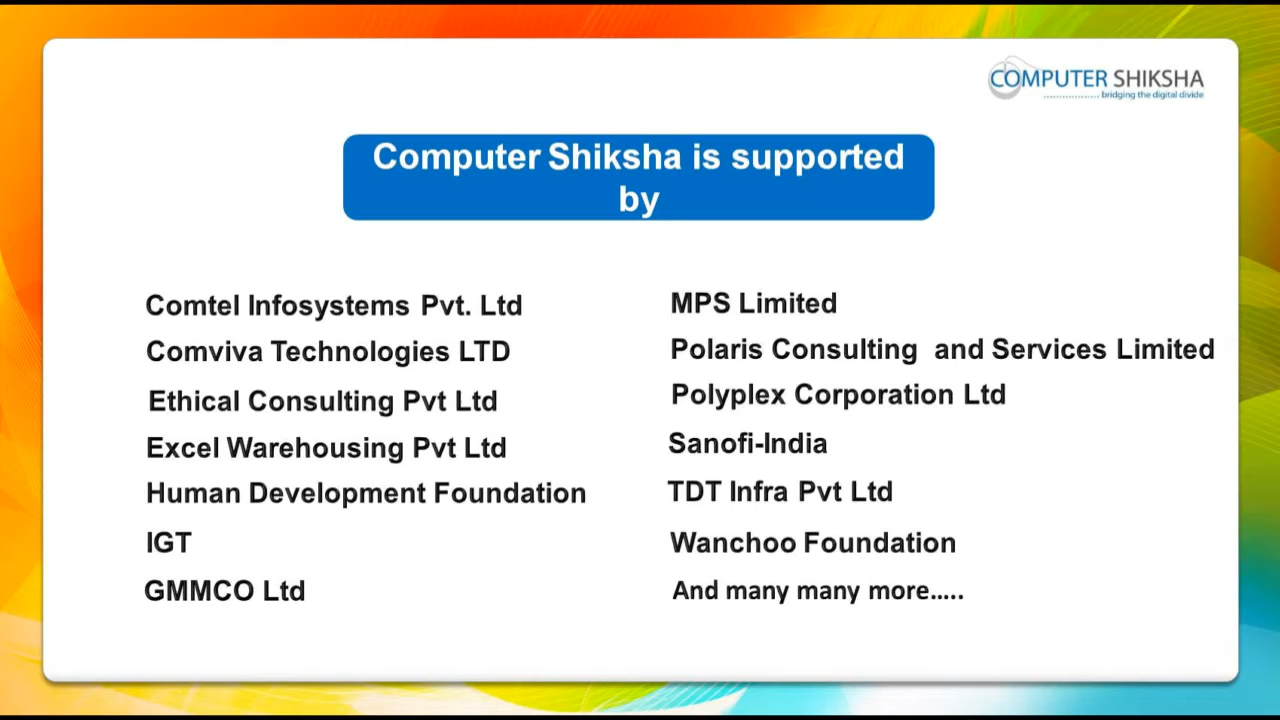 COMPUTER SHIKSHA
bridging the digital divide
Computer Shiksha is supported
by
Comtel Infosystems Pvt. Ltd
Comviva Technologies LTD
Ethical Consulting Pvt Ltd
Excel Warehousing Pvt Ltd
Human Development Foundation
IGT
GMMCO Ltd
MPS Limited
Polaris Consulting and Services Limited
Polyplex Corporation Ltd
Sanofi-India
TDT Infra Pvt Ltd
Wanchoo Foundation
And many many more.....